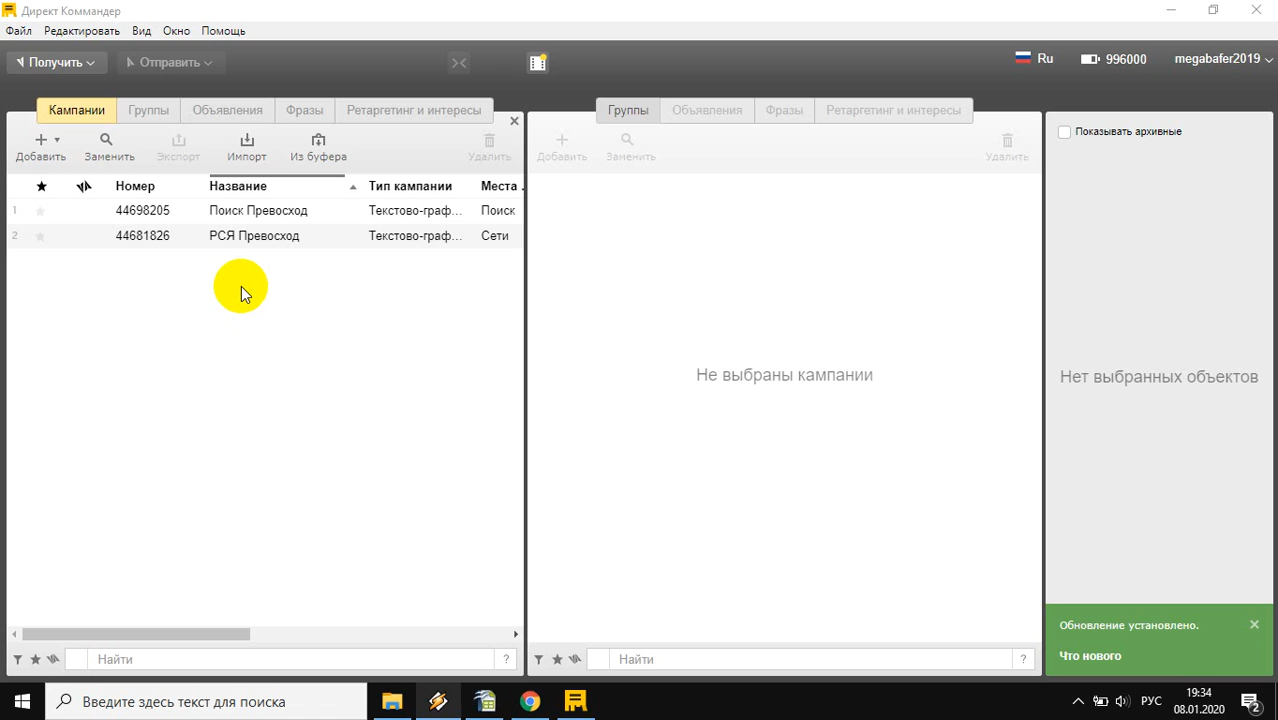 Директ Коммандер
Файл Редактировать Вид Окно Помощь
Получить Отправить Ru 996000 megabafer2019
Кампании Группы Объявления Фразы Ретаргетинг и интересы
Добавить Заменить Экспорт Импорт Из буфера Удалить
Номер Название Тип кампании Места .
1 44698205 Поиск Превосход Текстово-граф... Поиск
2 44681826 РСЯ Превосход Текстово-граф... Сети
Найти ?
Группы Объявления Фразы Ретаргетинг и интересы
Добавить Заменить Удалить
Не выбраны кампании
Найти ?
Показывать архивные
Нет выбранных объектов
Обновление установлено.
Что нового
Введите здесь текст для поиска
РУС
19:34
08.01.2020
2